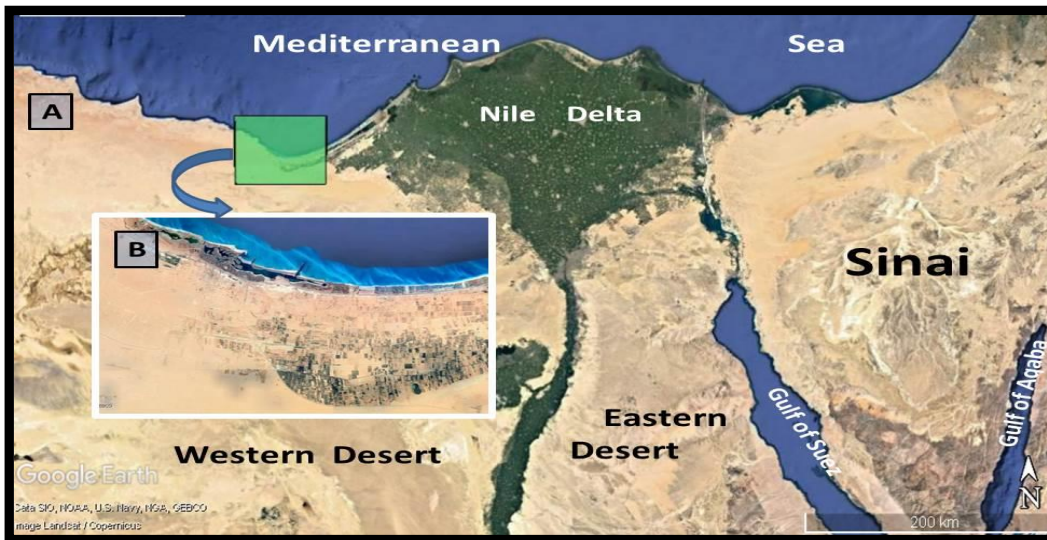 Mediterranean Sea
A
Nile Delta
B
Sinai
Gulf of Aqaba
Gulf of Suez
Eastern
Desert
Western Desert
Google Earth
Data SIO, NOAA, U.S. Navy, NGA, GEBCO
Image Landsat / Copernicus
N
200 km